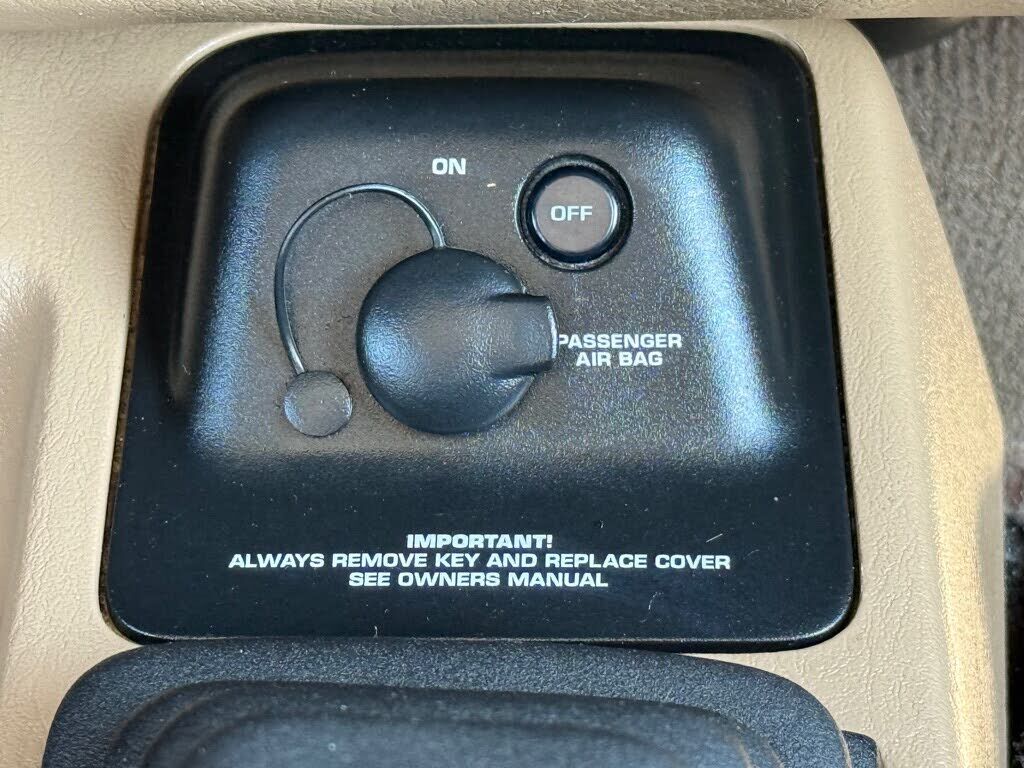 ON
OFF
PASSENGER
AIR BAG
IMPORTANT!
ALWAYS REMOVE KEY AND REPLACE COVER
SEE OWNERS MANUAL